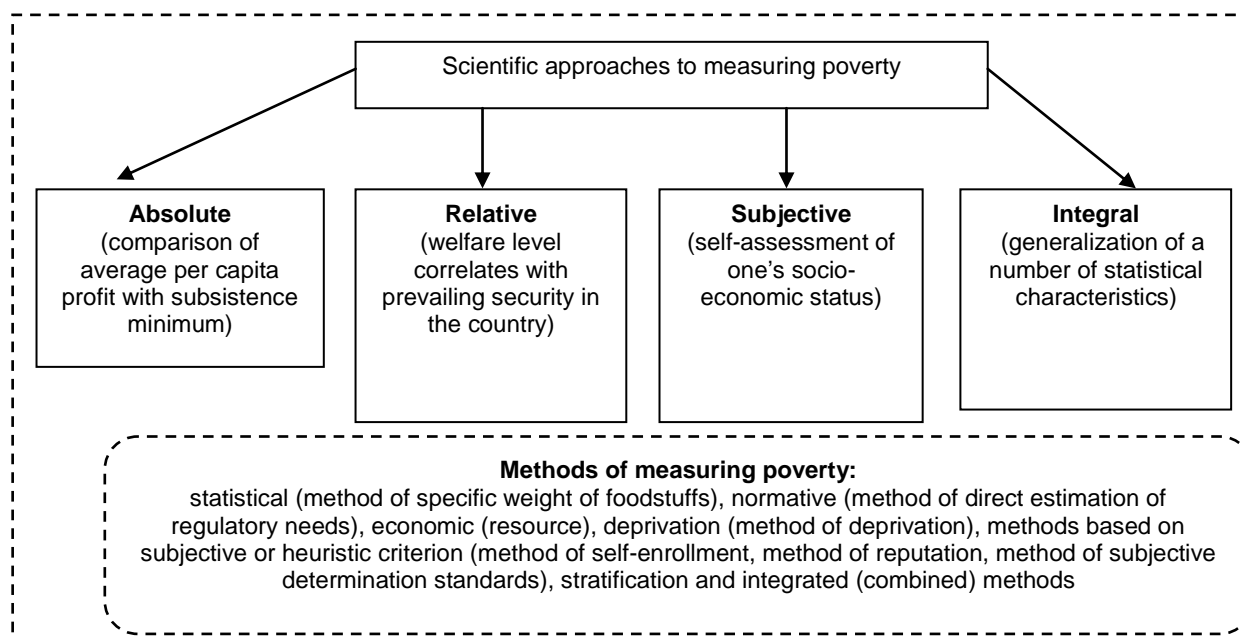 Scientific approaches to measuring poverty
Absolute
(comparison of
average per capita
profit with subsistence
minimum)
Relative
(welfare level
correlates with
prevailing security in
the country)
Subjective
(self-assessment of
one's socio-
economic status)
Integral
(generalization of a
number of statistical
characteristics)
Methods of measuring poverty:
statistical (method of specific weight of foodstuffs), normative (method of direct estimation of
regulatory needs), economic (resource), deprivation (method of deprivation), methods based on
subjective or heuristic criterion (method of self-enrollment, method of reputation, method of subjective
determination standards), stratification and integrated (combined) methods